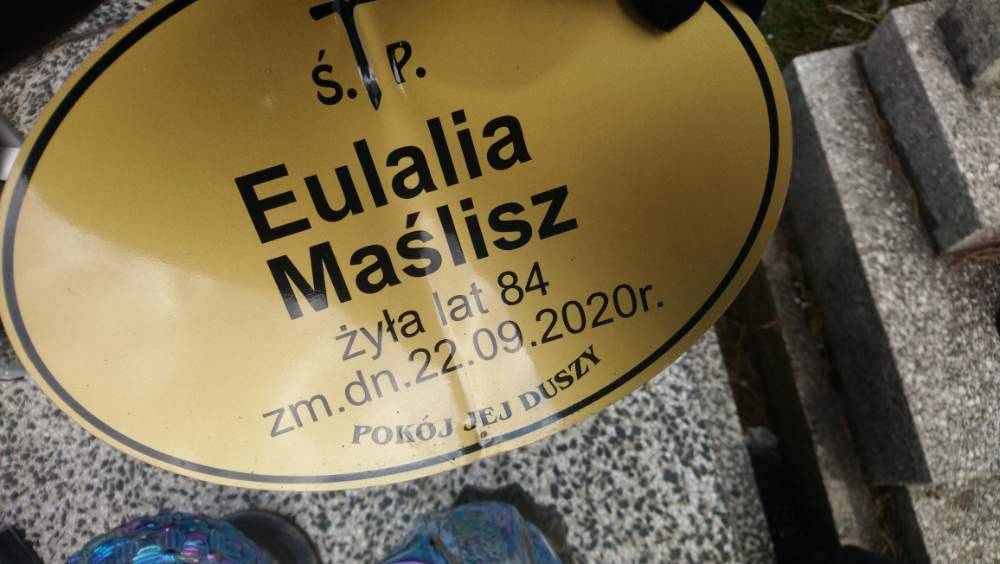 Ś. P.
Eulalia
Maślisz
żyła lat 84
zm.dn.22.09.2020r.
POKÓJ JEJ DUSZY